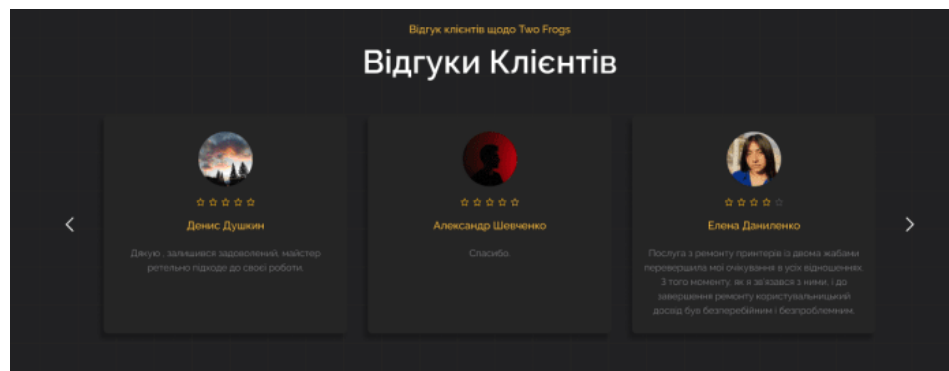 Відгук клієнтів щодо Two Frogs
Відгуки Клієнтів
Денис Душкин
Дякую , залишився задоволений, майстер
ретельно підходе до своєї роботи.
Александр Шевченко
Спасибо.
Елена Даниленко
Послуга з ремонту принтерів із двома жабами
перевершила мої очікування в усіх відношеннях.
З того моменту, як я зв'язався з ними, і до
завершення ремонту користувальницький
досвід був безперебійним і безпроблемним.